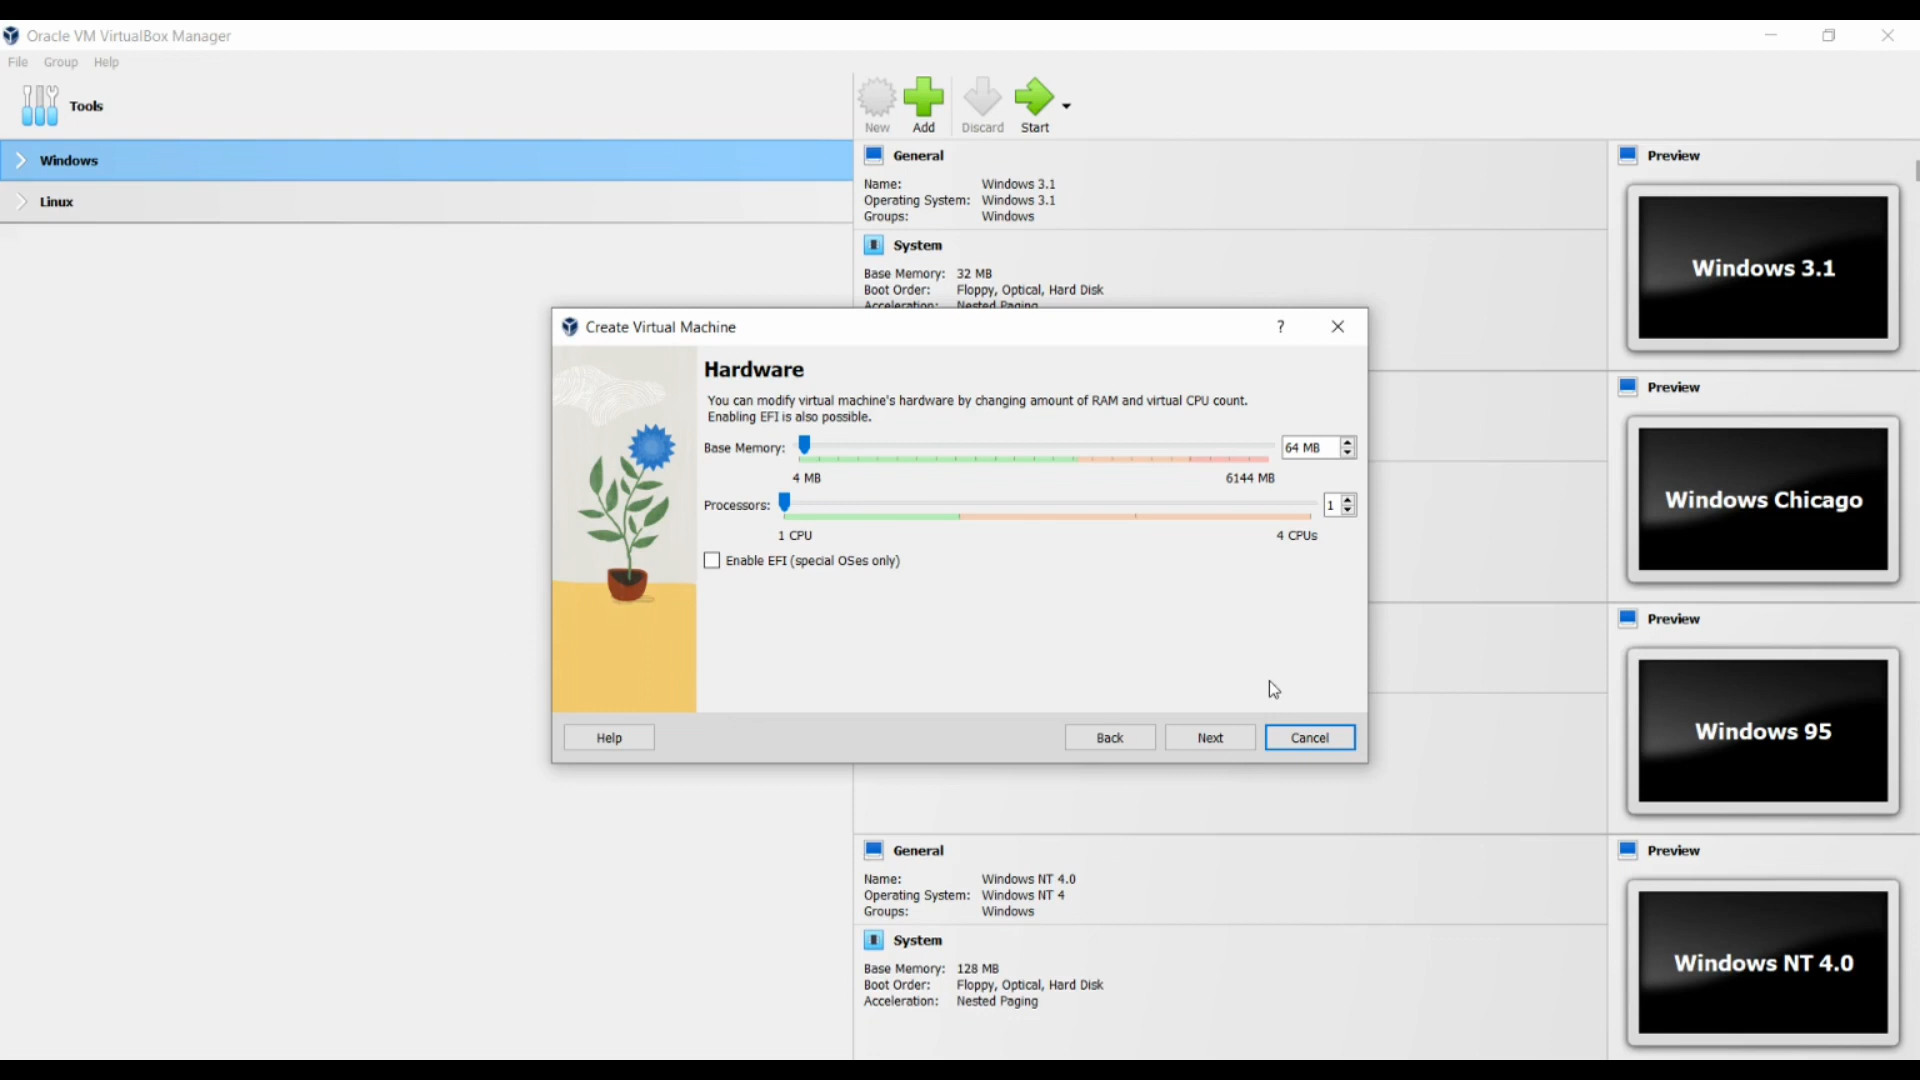 Oracle VM VirtualBox Manager
File Group Help
Tools
New Add Discard Start
Windows
Linux
General
Name: Windows 3.1
Operating System: Windows 3.1
Groups: Windows
System
Base Memory: 32 MB
Boot Order: Floppy, Optical, Hard Disk
Acceleration: Nested Paging
Preview
Windows 3.1
Create Virtual Machine ?
Hardware
You can modify virtual machine's hardware by changing amount of RAM and virtual CPU count.
Enabling EFI is also possible.
Base Memory: 64 MB
4 MB 6144 MB
Processors: 1
1 CPU 4 CPUs
Enable EFI (special OSes only)
Help Back Next Cancel
Preview
Windows Chicago
Preview
Windows 95
General
Name: Windows NT 4.0
Operating System: Windows NT 4
Groups: Windows
System
Base Memory: 128 MB
Boot Order: Floppy, Optical, Hard Disk
Acceleration: Nested Paging
Preview
Windows NT 4.0